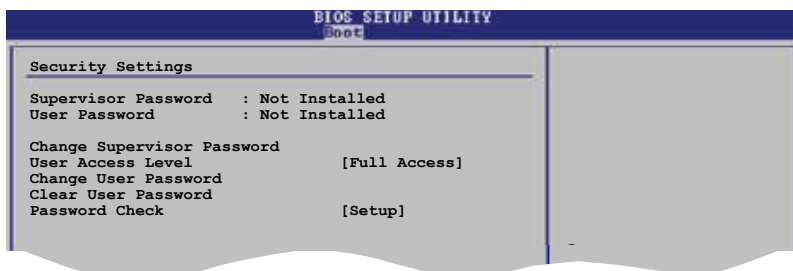 BIOS SETUP UTILITY
Boot
Security Settings
Supervisor Password : Not Installed
User Password : Not Installed
Change Supervisor Password
User Access Level [Full Access]
Change User Password
Clear User Password
Password Check [Setup]